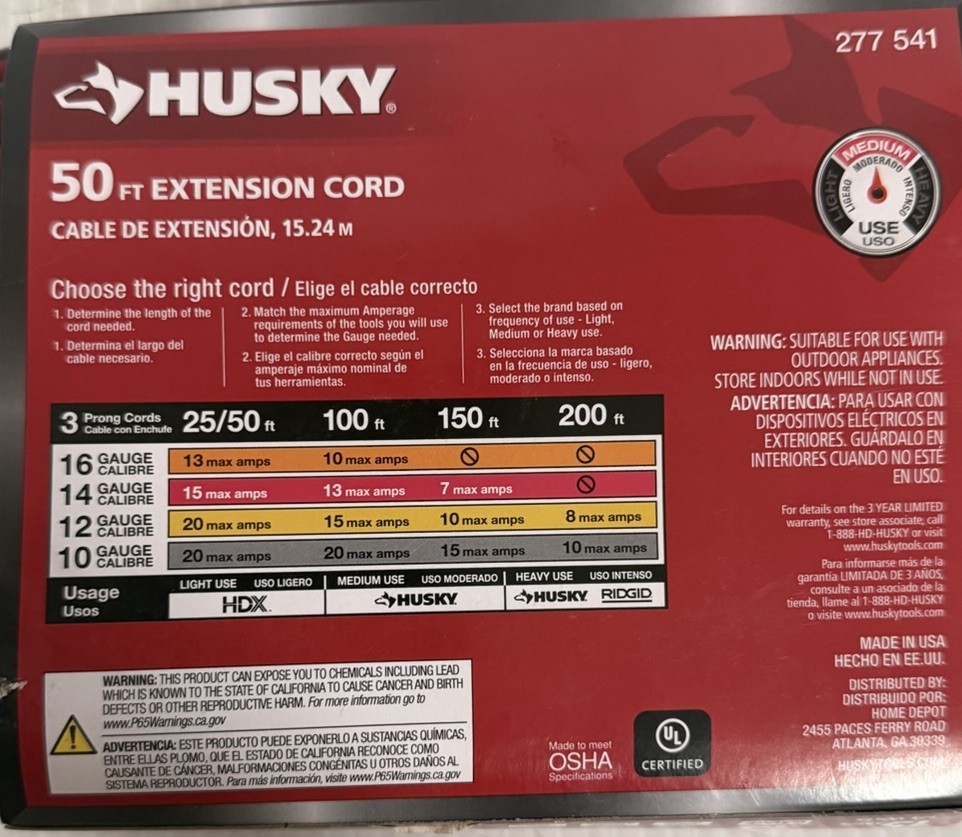 277 541
HUSKY®
MEDIUM
MODERADO
LIGHT
LIGERO
INTENSO
HEAVY
USE
USO
50 FT EXTENSION CORD
CABLE DE EXTENSIÓN, 15.24 M
Choose the right cord / Elige el cable correcto
1. Determine the length of the
cord needed.
1. Determina el largo del
cable necesario.
2. Match the maximum Amperage
requirements of the tools you will use
to determine the Gauge needed.
2. Elige el calibre correcto según el
amperaje máximo nominal de
tus herramientas.
3. Select the brand based on
frequency of use - Light,
Medium or Heavy use.
3. Selecciona la marca basado
en la frecuencia de uso - ligero,
moderado o intenso.
3 Prong Cords Cable con Enchufe 25/50 ft 100 ft 150 ft 200 ft
16 GAUGE CALIBRE 13 max amps 10 max amps
14 GAUGE CALIBRE 15 max amps 13 max amps 7 max amps
12 GAUGE CALIBRE 20 max amps 15 max amps 10 max amps 8 max amps
10 GAUGE CALIBRE 20 max amps 20 max amps 15 max amps 10 max amps
Usage LIGHT USE USO LIGERO MEDIUM USE USO MODERADO HEAVY USE USO INTENSO
Usos HDX HUSKY HUSKY RIDGID
WARNING: SUITABLE FOR USE WITH
OUTDOOR APPLIANCES.
STORE INDOORS WHILE NOT IN USE.
ADVERTENCIA: PARA USAR CON
DISPOSITIVOS ELÉCTRICOS EN
EXTERIORES. GUÁRDALO EN
INTERIORES CUANDO NO ESTÉ
EN USO.
For details on the 3 YEAR LIMITED
warranty, see store associate, call
1-888-HD-HUSKY or visit
www.huskytools.com
Para informarse más de la
garantía LIMITADA DE 3 AÑOS,
consulte a un asociado de la
tienda, llame al 1-888-HD-HUSKY
o visite www.huskytools.com
MADE IN USA
HECHO EN EE.UU.
DISTRIBUTED BY:
DISTRIBUIDO POR:
HOME DEPOT
2455 PACES FERRY ROAD
ATLANTA, GA 30339
HUSKYTOOLS.COM
WARNING: THIS PRODUCT CAN EXPOSE YOU TO CHEMICALS INCLUDING LEAD
WHICH IS KNOWN TO THE STATE OF CALIFORNIA TO CAUSE CANCER AND BIRTH
DEFECTS OR OTHER REPRODUCTIVE HARM. For more information go to
www.P65Warnings.ca.gov
ADVERTENCIA: ESTE PRODUCTO PUEDE EXPONERLO A SUSTANCIAS QUÍMICAS,
ENTRE ELLAS PLOMO, QUE EL ESTADO DE CALIFORNIA RECONOCE COMO
CAUSANTE DE CÁNCER, MALFORMACIONES CONGÉNITAS U OTROS DAÑOS AL
SISTEMA REPRODUCTOR. Para más información, visite www.P65Warnings.ca.gov
Made to meet
OSHA
Specifications
UL
CERTIFIED